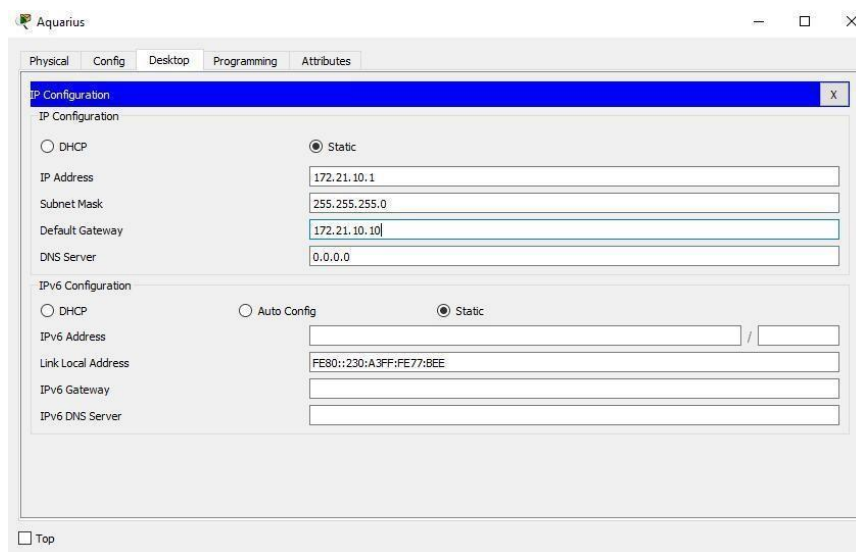 Aquarius
Physical Config Desktop Programming Attributes
IP Configuration X
IP Configuration
DHCP Static
IP Address 172.21.10.1
Subnet Mask 255.255.255.0
Default Gateway 172.21.10.10
DNS Server 0.0.0.0
IPv6 Configuration
DHCP Auto Config Static
IPv6 Address /
Link Local Address FE80::230:A3FF:FE77:BEE
IPv6 Gateway
IPv6 DNS Server
Top